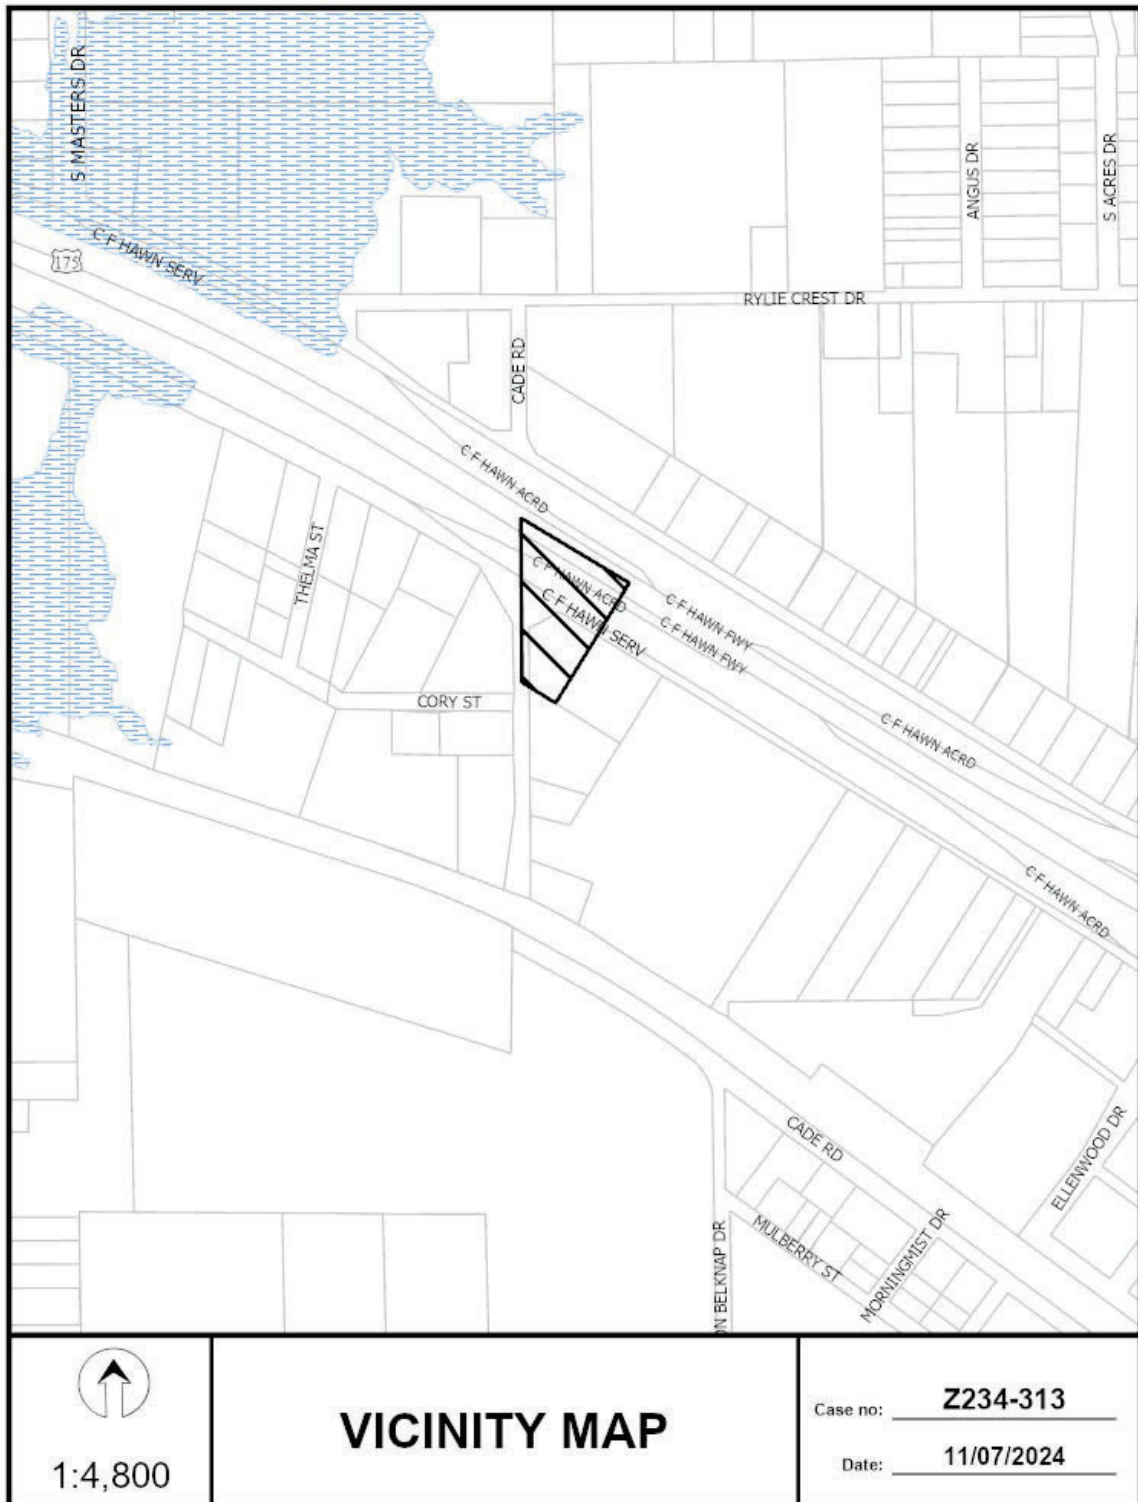 S MASTERS DR
C F HAWN SERV
175
ANGUS DR
S ACRES DR
RYLIE CREST DR
CADE RD
C F HAWN ACRD
THELMA ST
C F HAWN ACRD
C F HAWN SERV
C F HAWN FWY
C F HAWN FWY
CORY ST
C F HAWN ACRD
C F HAWN ACRD
CADE RD
ELLENWOOD DR
MULBERRY ST
MORNINGMIST DR
ON BELKNAP DR
1:4,800
VICINITY MAP
Case no: Z234-313
Date: 11/07/2024